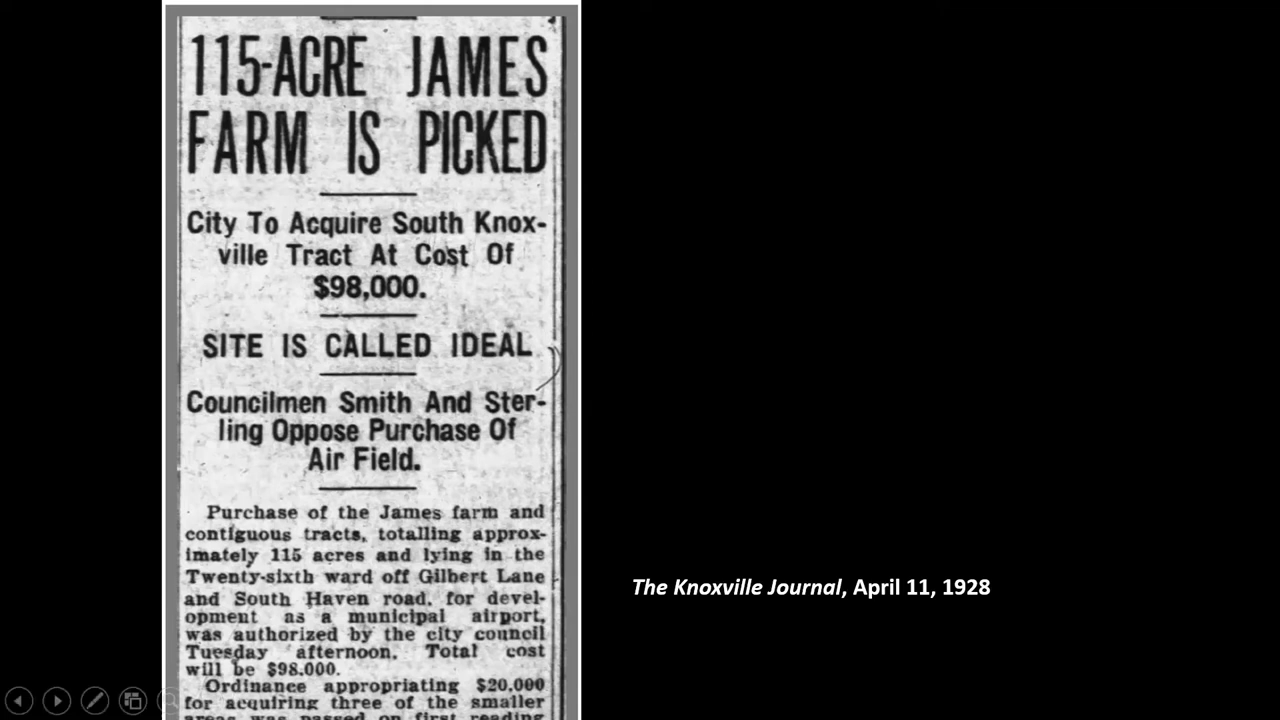 115-ACRE JAMES
FARM IS PICKED
City To Acquire South Knox-
ville Tract At Cost Of
$98,000.
SITE IS CALLED IDEAL
Councilmen Smith And Ster-
ling Oppose Purchase Of
Air Field.
Purchase of the James farm and
contiguous tracts, totalling approx-
imately 115 acres and lying in the
Twenty-sixth ward off Gilbert Lane
and South Haven road, for devel-
opment as a municipal airport,
was authorized by the city council
Tuesday afternoon. Total cost
will be $98.000.
Ordinance appropriating $20.000
for acquiring three of the smaller
areas was passed on first reading
The Knoxville Journal, April 11, 1928